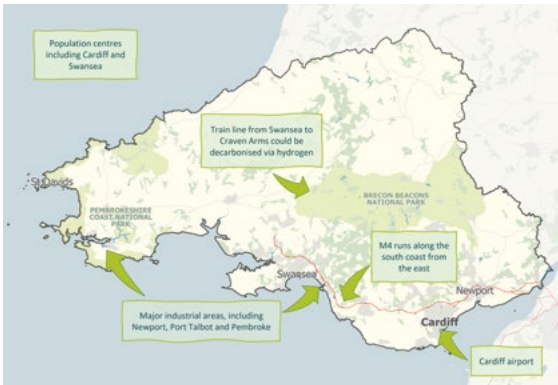 Population centres
including Cardiff and
Swansea
Train line from Swansea to
Craven Arms could be
decarbonised via hydrogen
St Davids
PEMBROKESHIRE
COAST NATIONAL
PARK
BRECON BEACONS
NATIONAL PARK
M4 runs along the
south coast from
the east
Swansea
Newport
Major industrial areas, including
Newport, Port Talbot and Pembroke
Cardiff
Cardiff airport